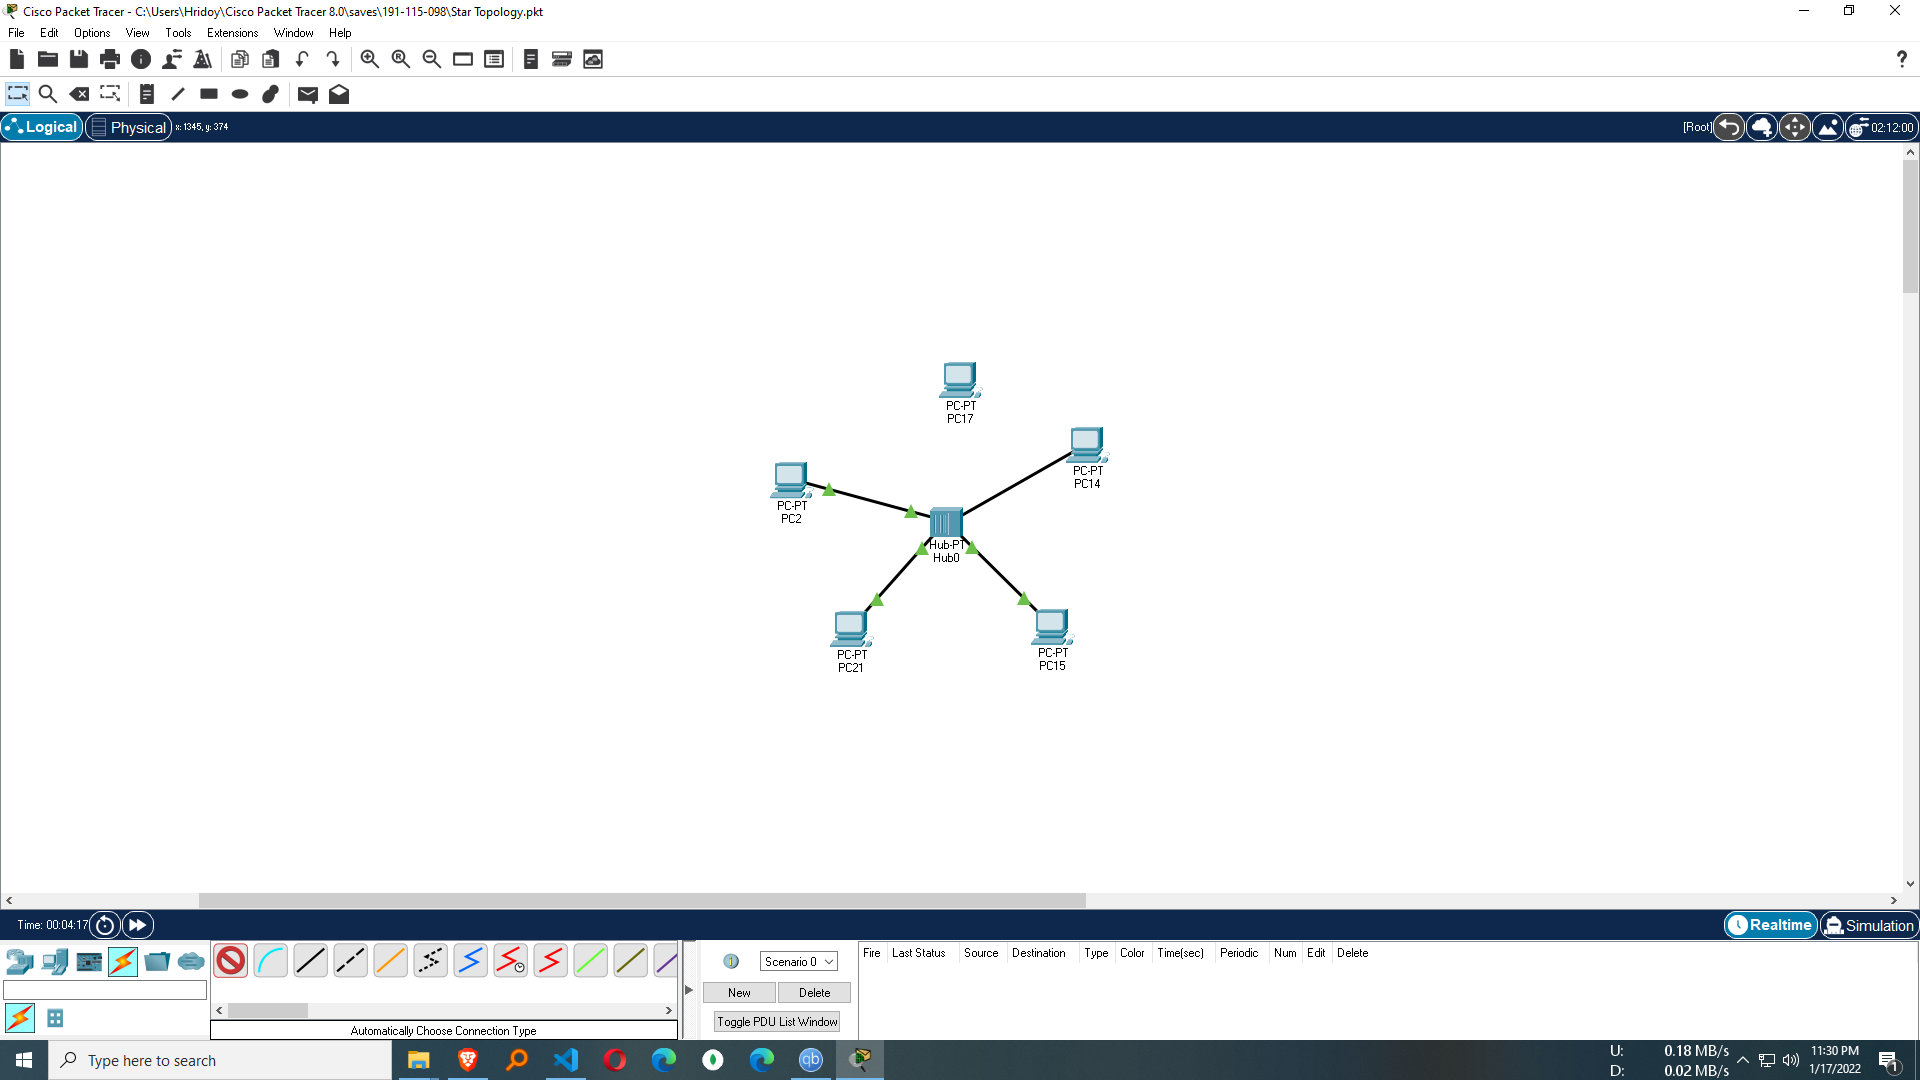 Cisco Packet Tracer - C:\Users\Hridoy\Cisco Packet Tracer 8.0\saves\191-115-098\Star Topology.pkt
File Edit Options View Tools Extensions Window Help
Logical Physical x: 1345, y: 374 [Root] 02:12:00
PC-PT
PC17
PC-PT
PC14
PC-PT
PC2
Hub-PT
Hub0
PC-PT
PC21
PC-PT
PC15
Time: 00:04:17 Realtime Simulation
Scenario 0
New Delete
Toggle PDU List Window
Fire Last Status Source Destination Type Color Time(sec) Periodic Num Edit Delete
Automatically Choose Connection Type
Type here to search
qb
U: 0.18 MB/s
D: 0.02 MB/s
11:30 PM
1/17/2022
1